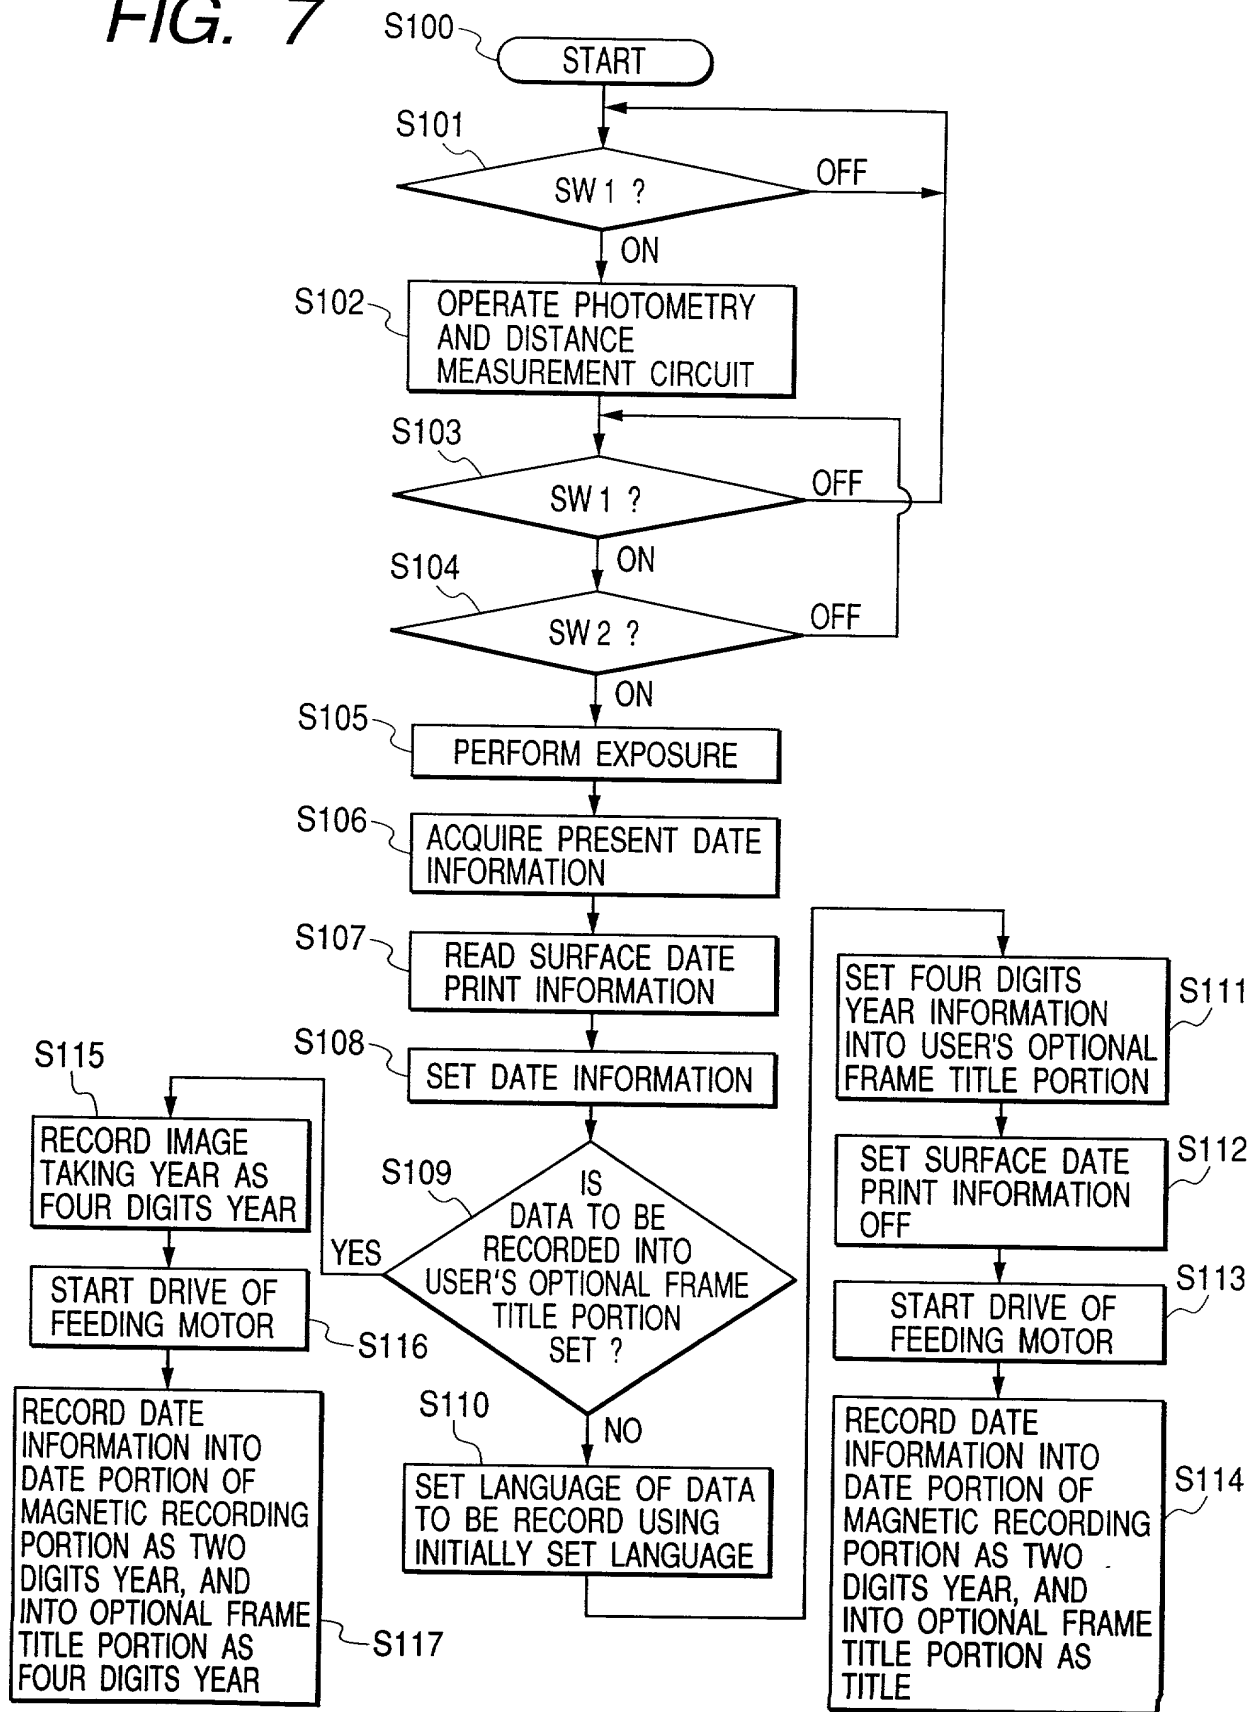 FIG. 7
S100
START
S101
SW1 ?
OFF
ON
S102
OPERATE PHOTOMETRY
AND DISTANCE
MEASUREMENT CIRCUIT
S103
SW1 ?
OFF
ON
S104
SW2 ?
OFF
ON
S105
PERFORM EXPOSURE
S106
ACQUIRE PRESENT DATE
INFORMATION
S107
READ SURFACE DATE
PRINT INFORMATION
S108
SET DATE INFORMATION
S109
IS
DATA TO BE
RECORDED INTO
USER'S OPTIONAL FRAME
TITLE PORTION
SET ?
YES
NO
S110
SET LANGUAGE OF DATA
TO BE RECORD USING
INITIALLY SET LANGUAGE
S111
SET FOUR DIGITS
YEAR INFORMATION
INTO USER'S OPTIONAL
FRAME TITLE PORTION
S112
SET SURFACE DATE
PRINT INFORMATION
OFF
S113
START DRIVE OF
FEEDING MOTOR
S114
RECORD DATE
INFORMATION INTO
DATE PORTION OF
MAGNETIC RECORDING
PORTION AS TWO
DIGITS YEAR, AND
INTO OPTIONAL FRAME
TITLE PORTION AS
TITLE
S115
RECORD IMAGE
TAKING YEAR AS
FOUR DIGITS YEAR
START DRIVE OF
FEEDING MOTOR
S116
RECORD DATE
INFORMATION INTO
DATE PORTION OF
MAGNETIC RECORDING
PORTION AS TWO
DIGITS YEAR, AND
INTO OPTIONAL FRAME
TITLE PORTION AS
FOUR DIGITS YEAR
S117